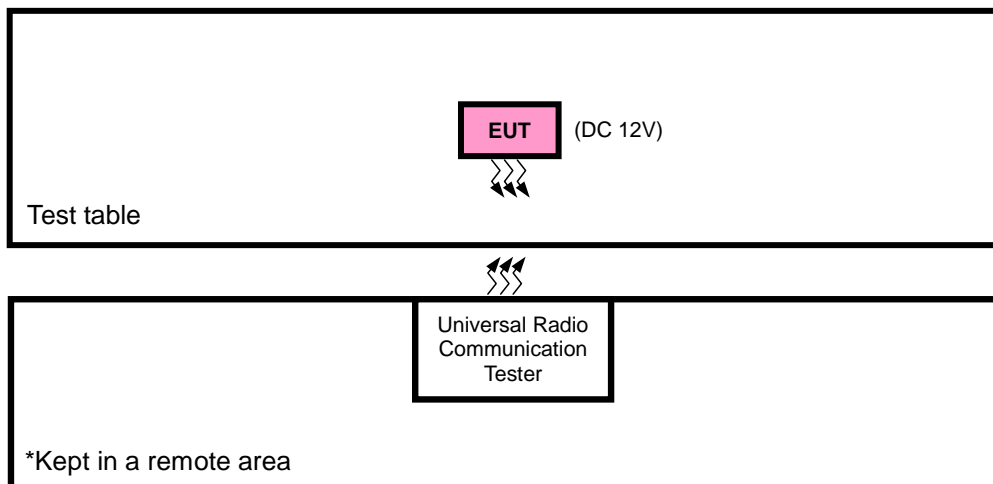 EUT
(DC 12V)
Test table
Universal Radio
Communication
Tester
*Kept in a remote area